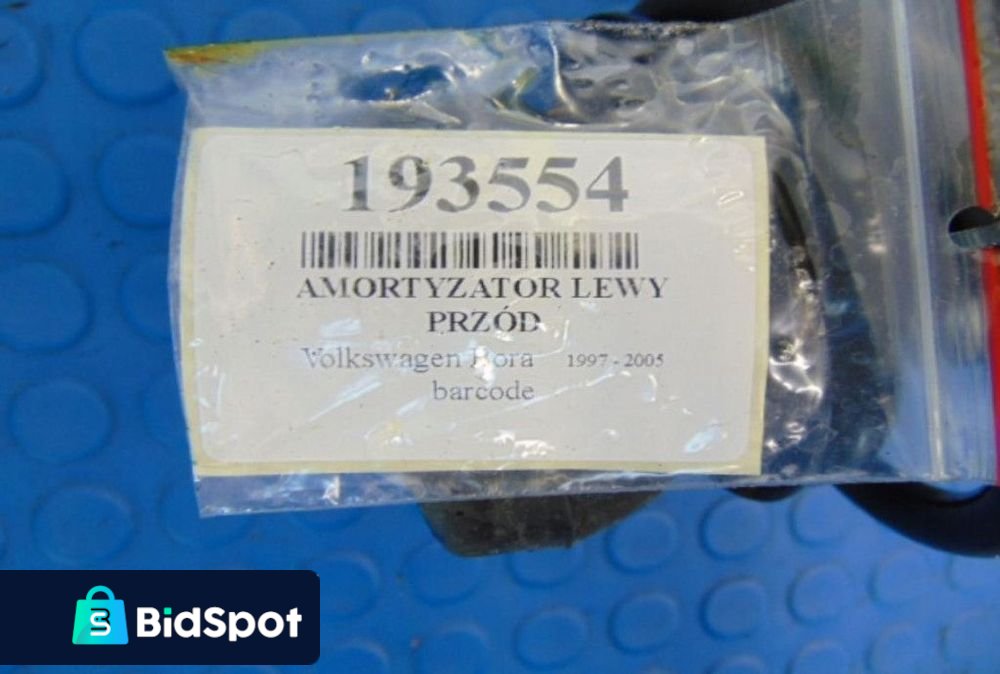 193554
AMORTYZATOR LEWY
PRZÓD
Volkswagen Bora 1997 - 2005
barcode
BidSpot